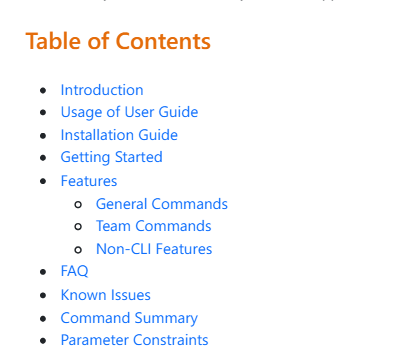 Table of Contents
Introduction
Usage of User Guide
Installation Guide
Getting Started
Features
General Commands
Team Commands
Non-CLI Features
FAQ
Known Issues
Command Summary
Parameter Constraints